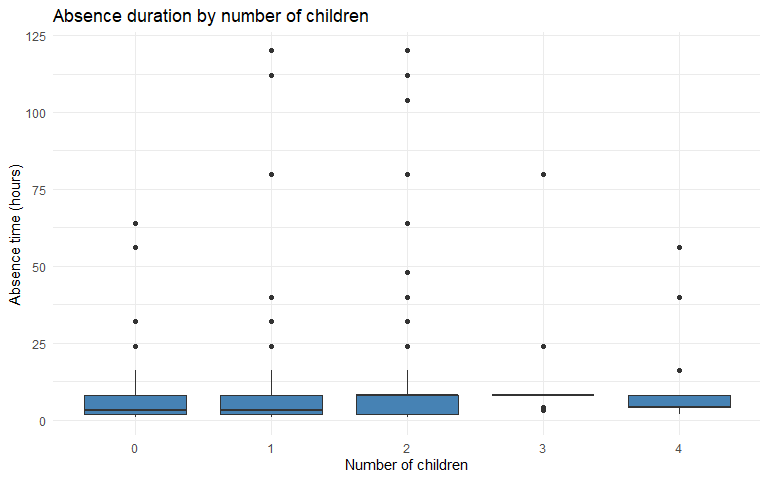 Absence duration by number of children
Absence time (hours)
125
100
75
50
25
0
0 1 2 3 4
Number of children